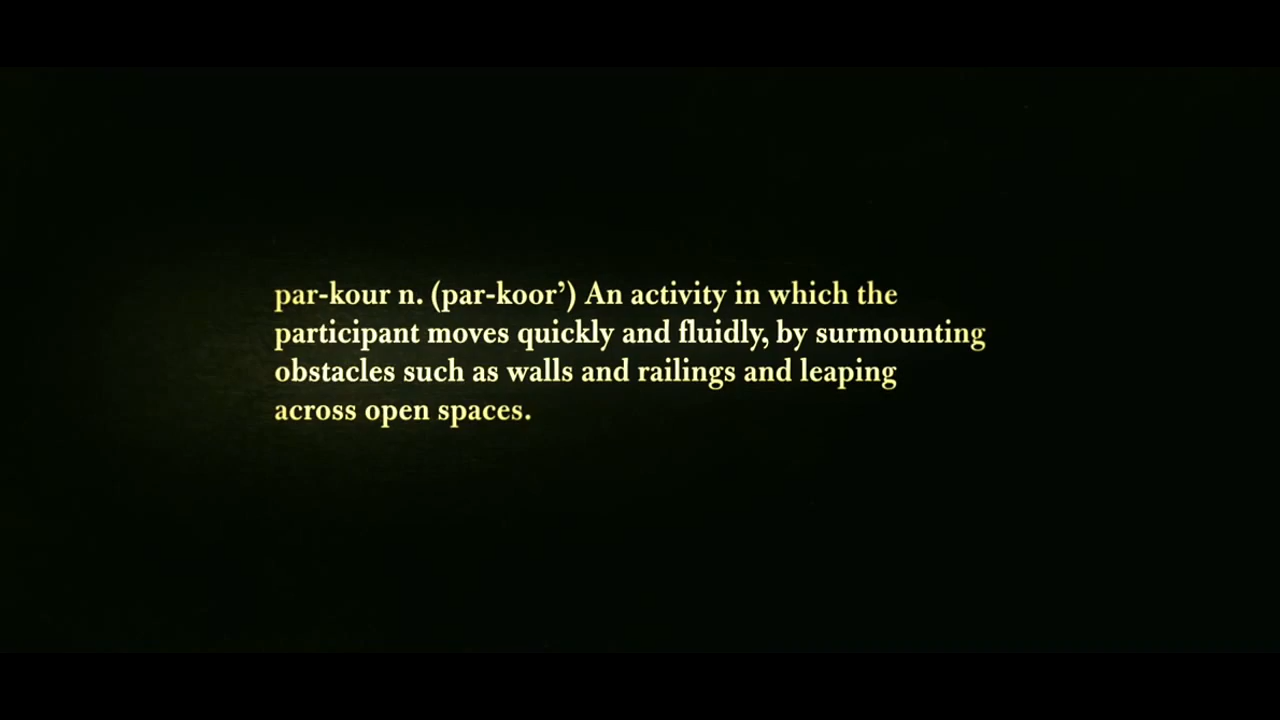 par-kour n. (par-koor’) An activity in which the
participant moves quickly and fluidly, by surmounting
obstacles such as walls and railings and leaping
across open spaces.